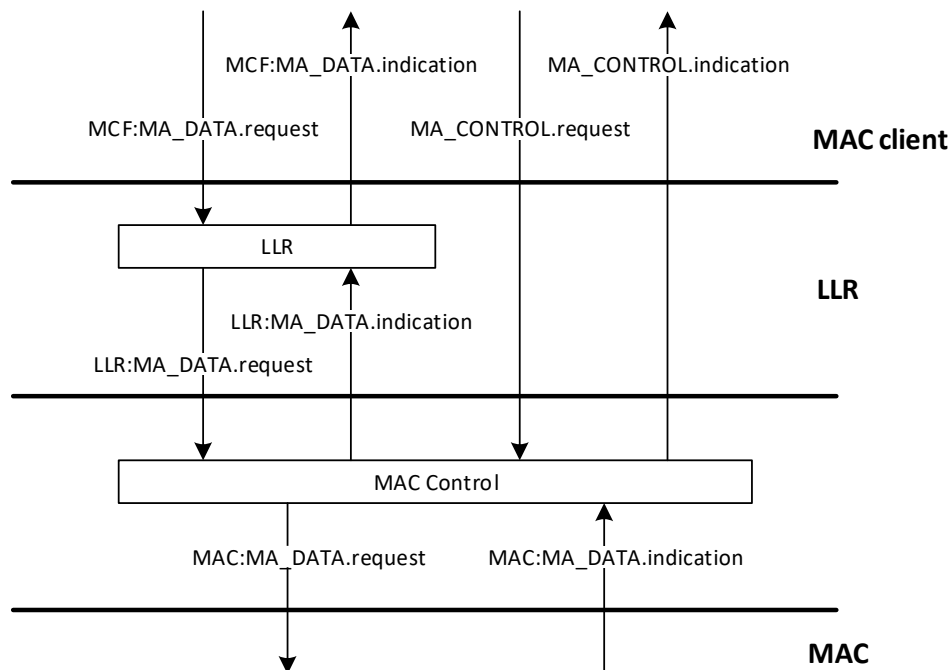 MCF:MA_DATA.indication
MA_CONTROL.indication
MCF:MA_DATA.request
MA_CONTROL.request
MAC client
LLR
LLR
LLR:MA_DATA.indication
LLR:MA_DATA.request
MAC Control
MAC:MA_DATA.request
MAC:MA_DATA.indication
MAC